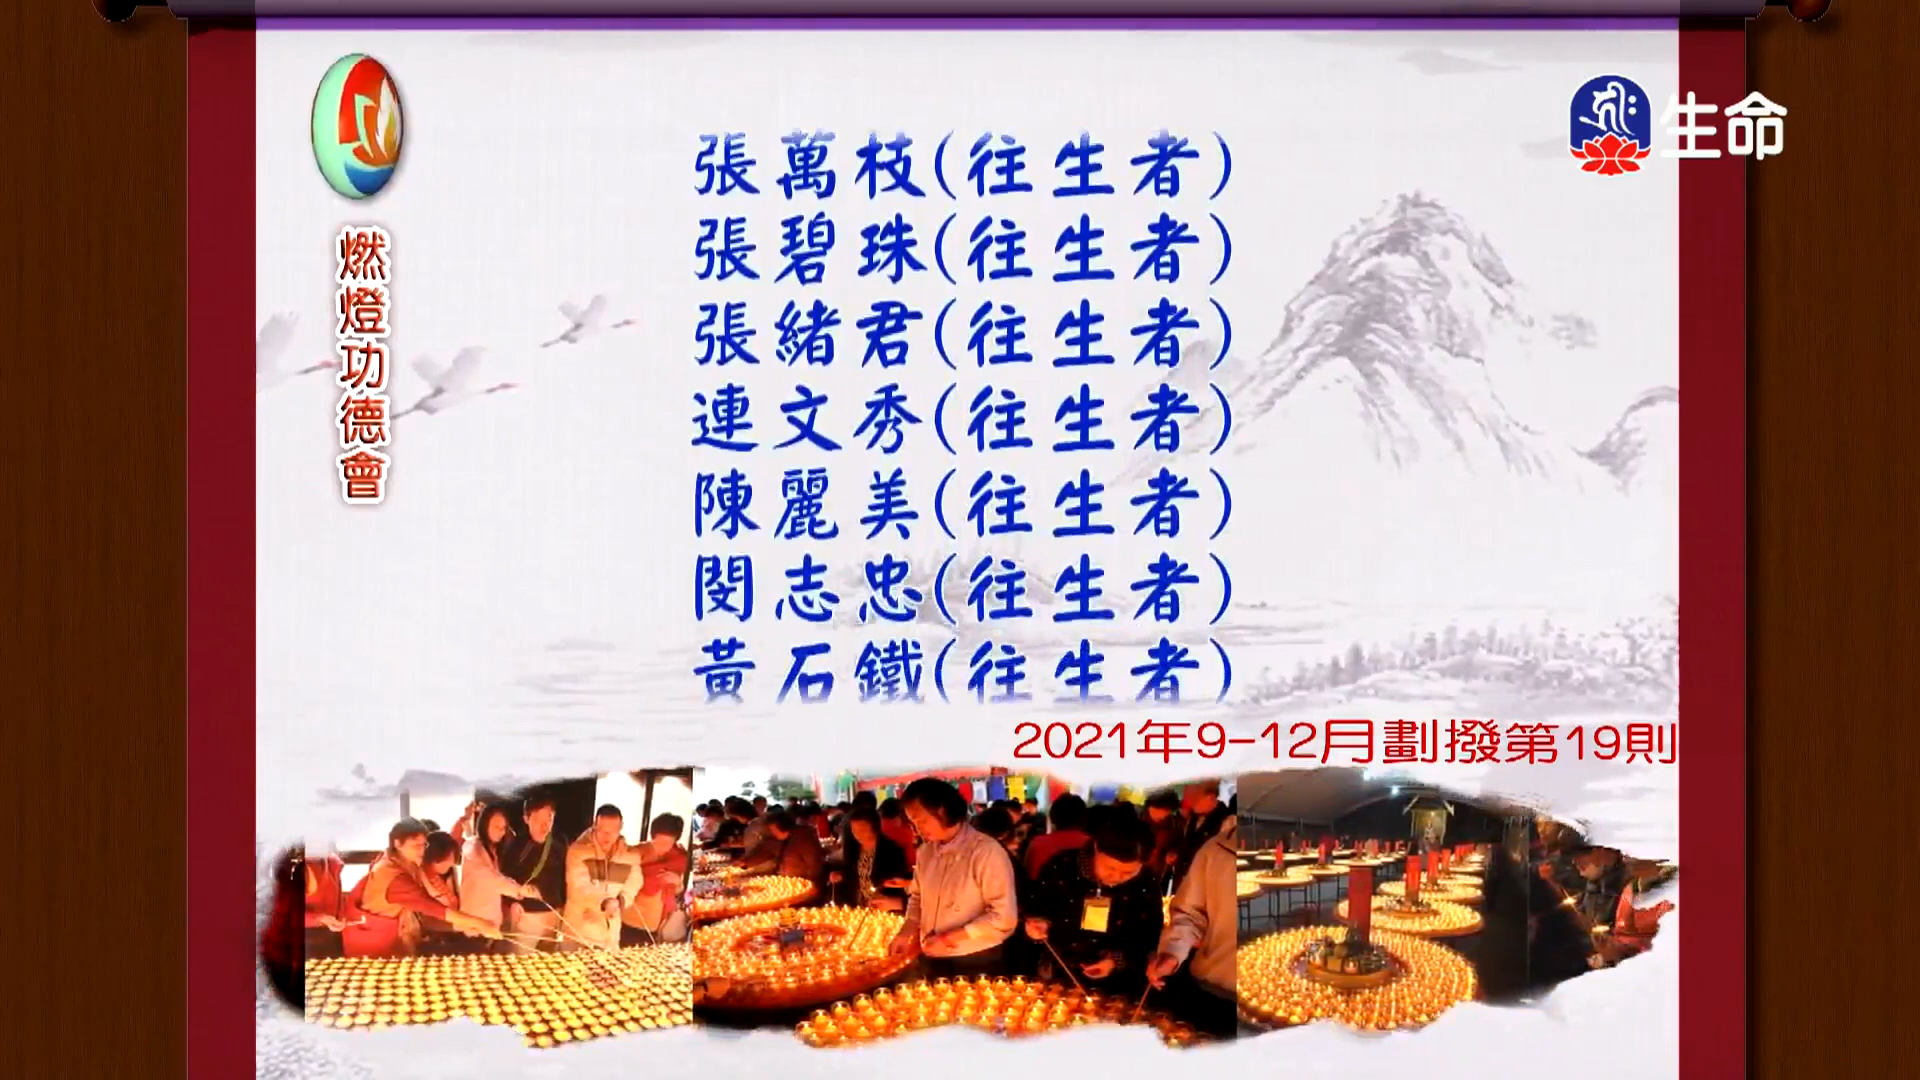 燃燈功德會
生命
張萬枝(往生者)
張碧珠(往生者)
張緒君(往生者)
連文秀(往生者)
陳麗美(往生者)
閔志忠(往生者)
黃石鐵(往生者)
2021年9-12月劃撥第19則